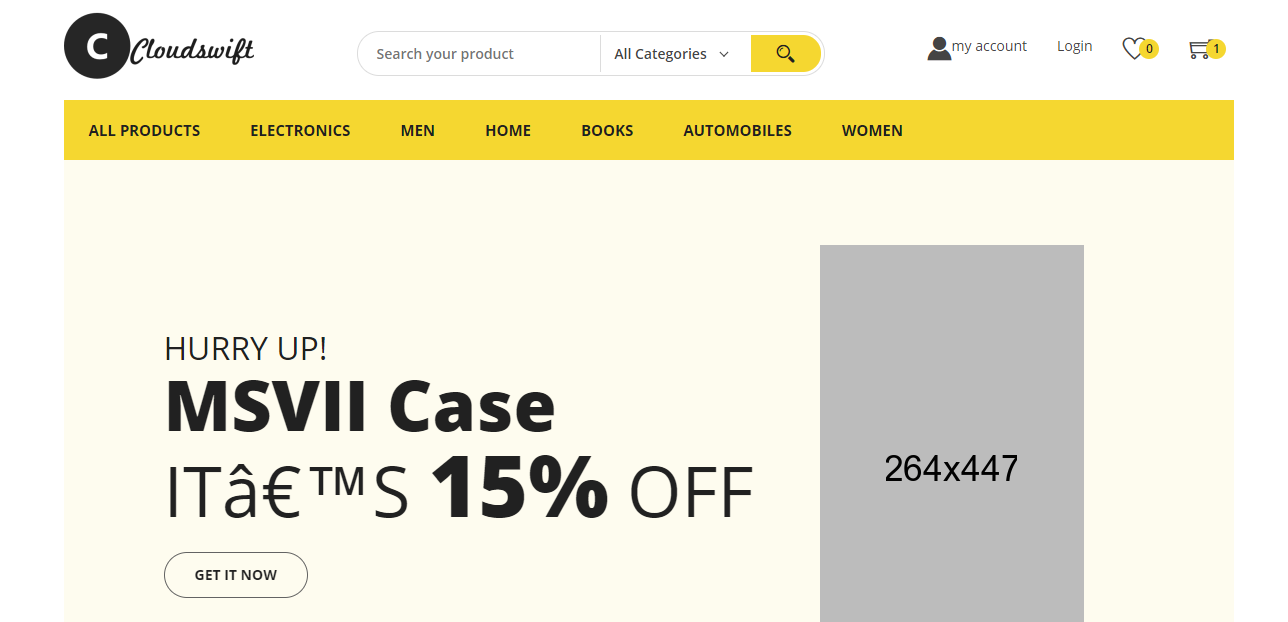 C Cloudswift
Search your product
All Categories
my account
Login
0
1
ALL PRODUCTS
ELECTRONICS
MEN
HOME
BOOKS
AUTOMOBILES
WOMEN
HURRY UP!
MSVII Case
ITâ€™S 15% OFF
GET IT NOW
264x447